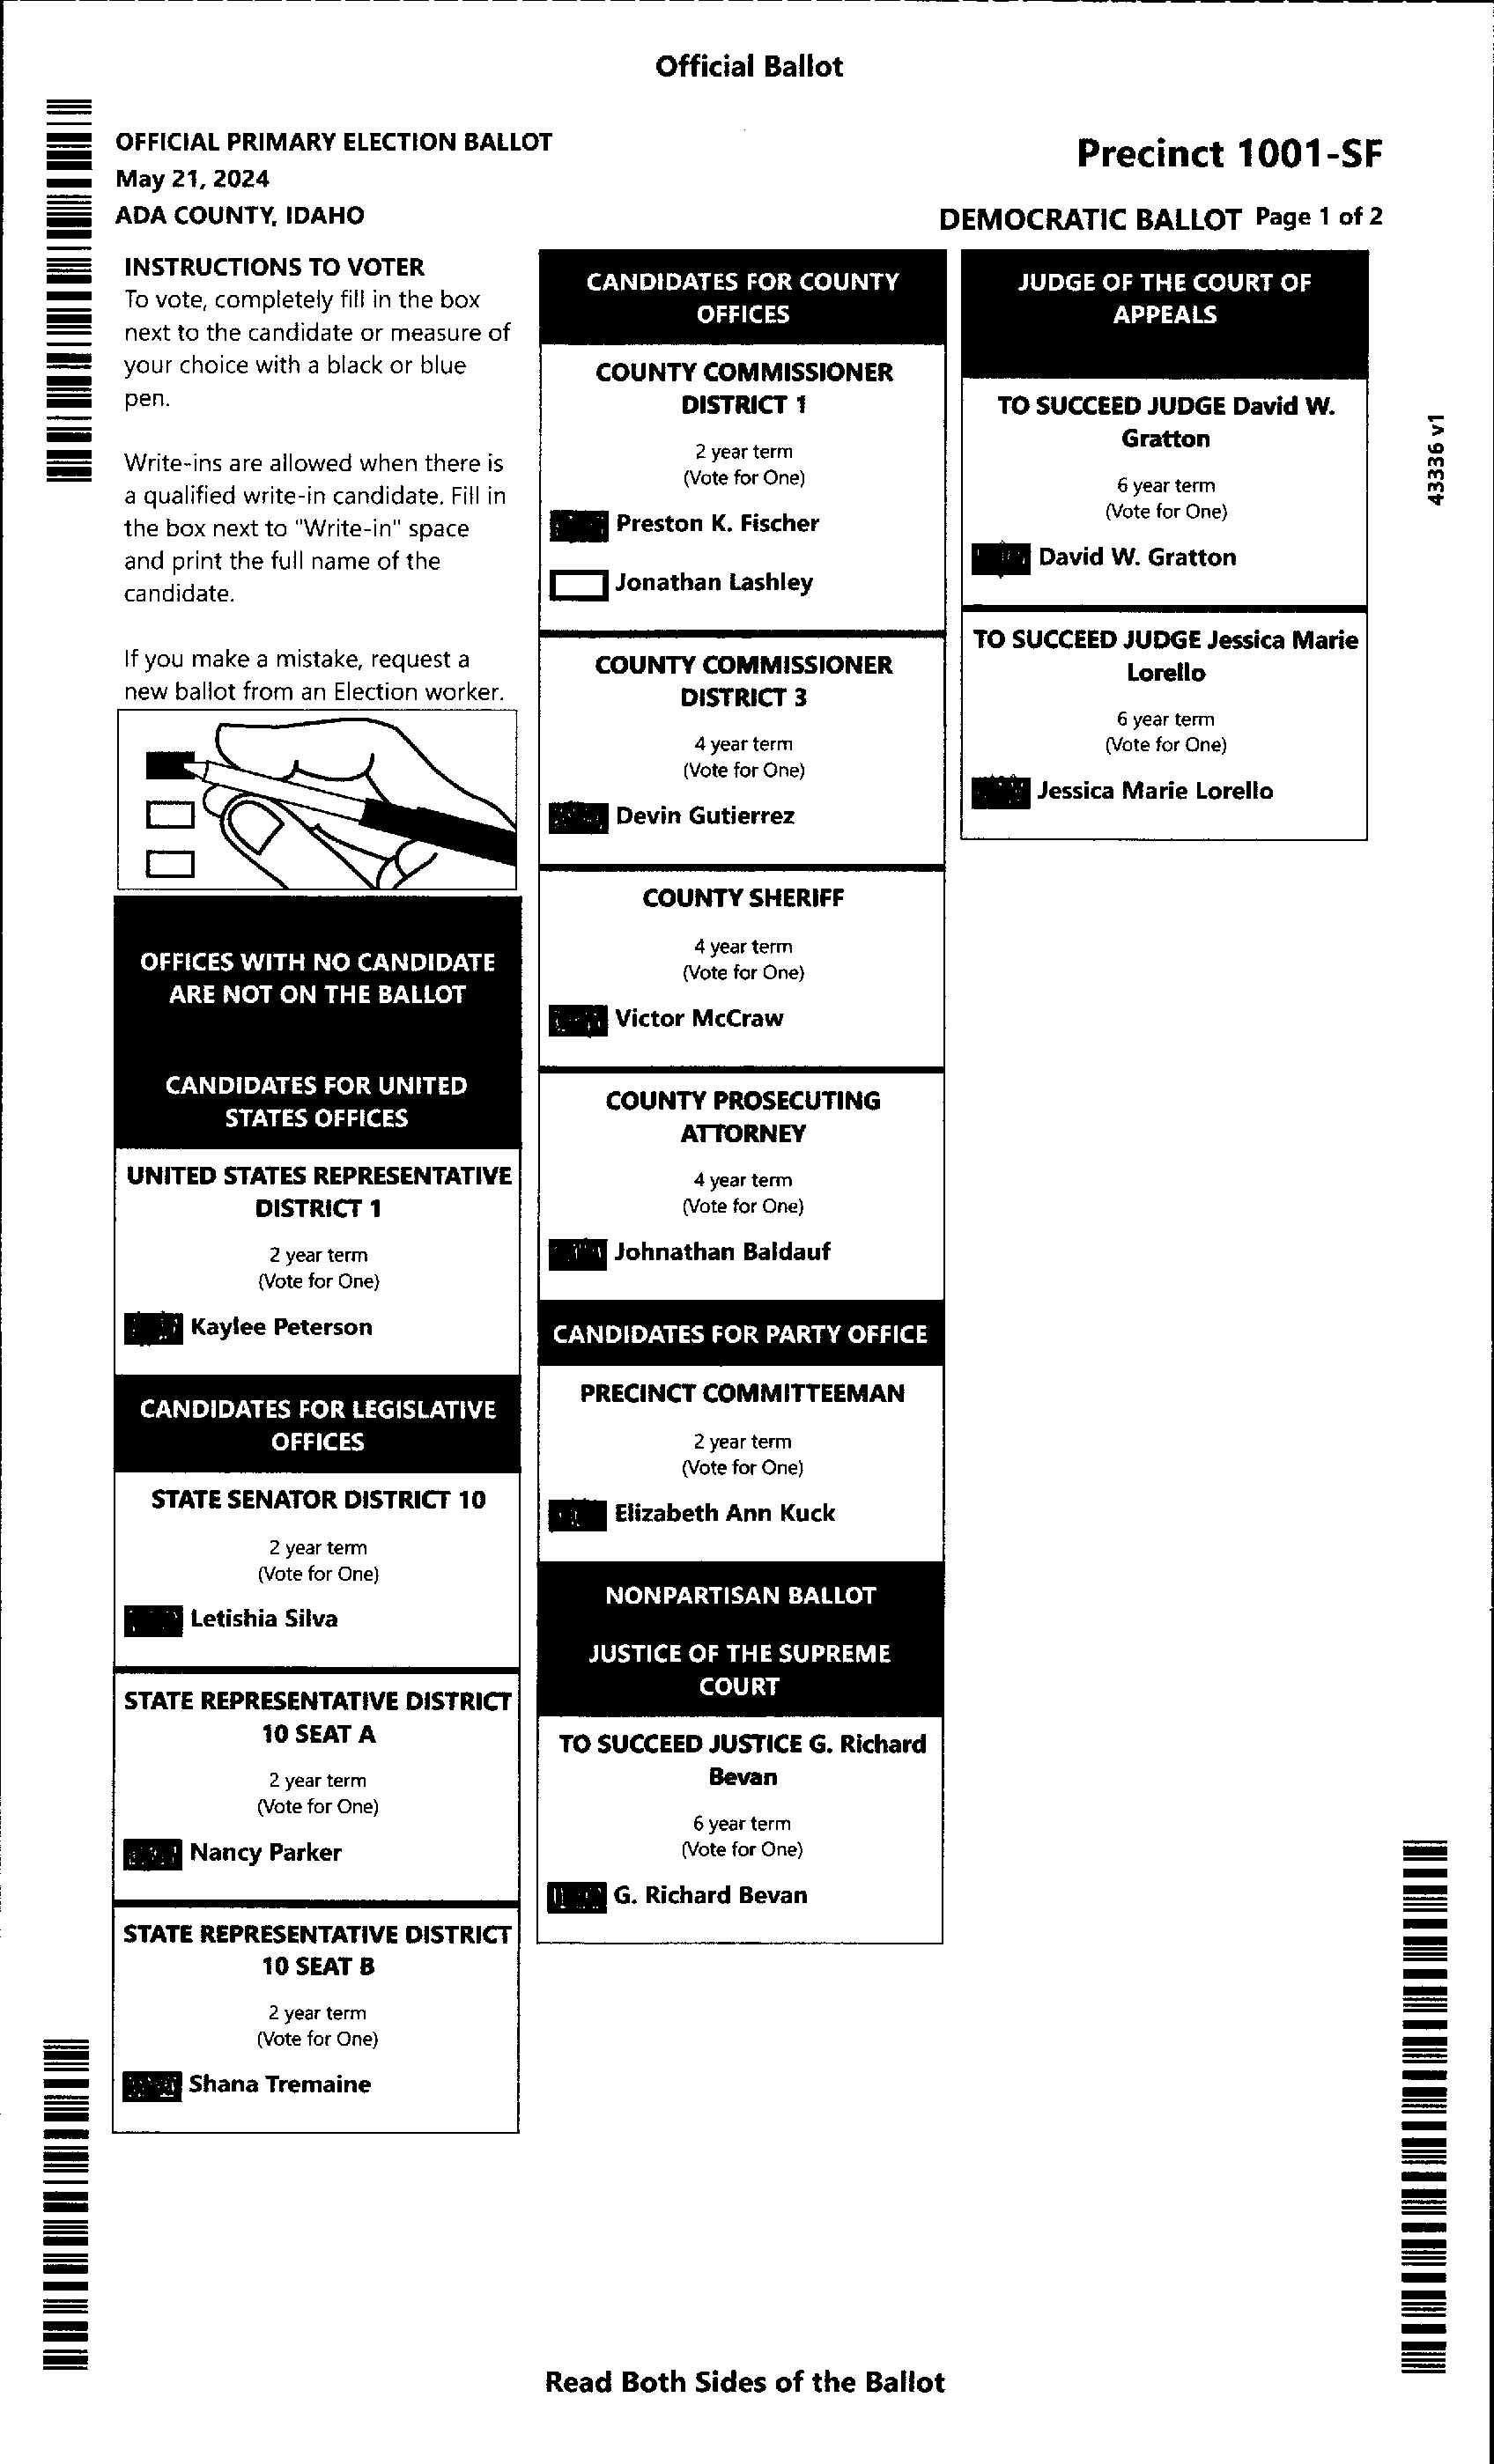 Official Ballot
OFFICIAL PRIMARY ELECTION BALLOT
May 21, 2024
ADA COUNTY, IDAHO
Precinct 1001-SF
DEMOCRATIC BALLOT Page 1 of 2
INSTRUCTIONS TO VOTER
To vote, completely fill in the box
next to the candidate or measure of
your choice with a black or blue
pen.
Write-ins are allowed when there is
a qualified write-in candidate. Fill in
the box next to "Write-in" space
and print the full name of the
candidate.
If you make a mistake, request a
new ballot from an Election worker.
OFFICES WITH NO CANDIDATE
ARE NOT ON THE BALLOT
CANDIDATES FOR UNITED
STATES OFFICES
UNITED STATES REPRESENTATIVE
DISTRICT 1
2 year term
(Vote for One)
Kaylee Peterson
CANDIDATES FOR LEGISLATIVE
OFFICES
STATE SENATOR DISTRICT 10
2 year term
(Vote for One)
Letishia Silva
STATE REPRESENTATIVE DISTRICT
10 SEAT A
2 year term
(Vote for One)
Nancy Parker
STATE REPRESENTATIVE DISTRICT
10 SEAT B
2 year term
(Vote for One)
Shana Tremaine
CANDIDATES FOR COUNTY
OFFICES
COUNTY COMMISSIONER
DISTRICT 1
2 year term
(Vote for One)
Preston K. Fischer
Jonathan Lashley
COUNTY COMMISSIONER
DISTRICT 3
4 year term
(Vote for One)
Devin Gutierrez
COUNTY SHERIFF
4 year term
(Vote for One)
Victor McCraw
COUNTY PROSECUTING
ATTORNEY
4 year term
(Vote for One)
Johnathan Baldauf
CANDIDATES FOR PARTY OFFICE
PRECINCT COMMITTEEMAN
2 year term
(Vote for One)
Elizabeth Ann Kuck
NONPARTISAN BALLOT
JUSTICE OF THE SUPREME
COURT
TO SUCCEED JUSTICE G. Richard
Bevan
6 year term
(Vote for One)
G. Richard Bevan
JUDGE OF THE COURT OF
APPEALS
TO SUCCEED JUDGE David W.
Gratton
6 year term
(Vote for One)
David W. Gratton
TO SUCCEED JUDGE Jessica Marie
Lorello
6 year term
(Vote for One)
Jessica Marie Lorello
43336 v1
Read Both Sides of the Ballot